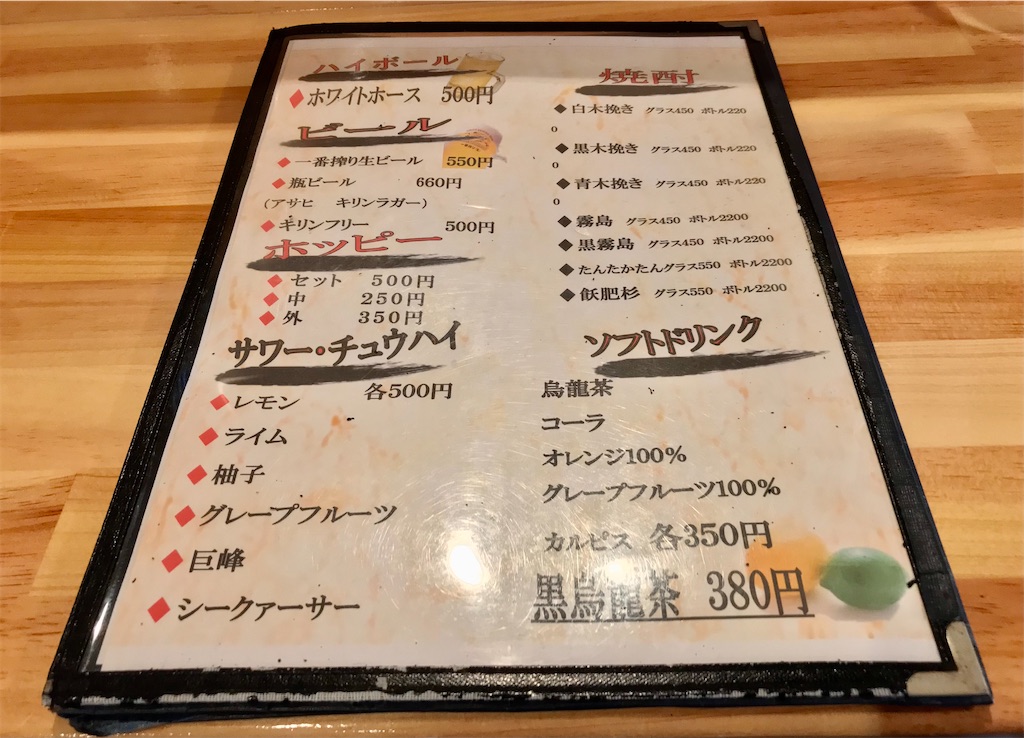 ハイボール
◆ホワイトホース 500円
ビール
◆一番搾り生ビール 550円
◆瓶ビール 660円
(アサヒ キリンラガー)
◆キリンフリー 500円
ホッピー
◆セット 500円
◆中 250円
◆外 350円
サワー・チュウハイ
各500円
◆レモン
◆ライム
◆柚子
◆グレープフルーツ
◆巨峰
◆シークァーサー
焼酎
◆白木挽き グラス450 ボトル220
0
◆黒木挽き グラス450 ボトル220
0
◆青木挽き グラス450 ボトル220
0
◆霧島 グラス450 ボトル2200
◆黒霧島 グラス450 ボトル2200
◆たんたかたんグラス550 ボトル2200
◆飫肥杉 グラス550 ボトル2200
ソフトドリンク
烏龍茶
コーラ
オレンジ100%
グレープフルーツ100%
カルピス 各350円
黒烏龍茶 380円